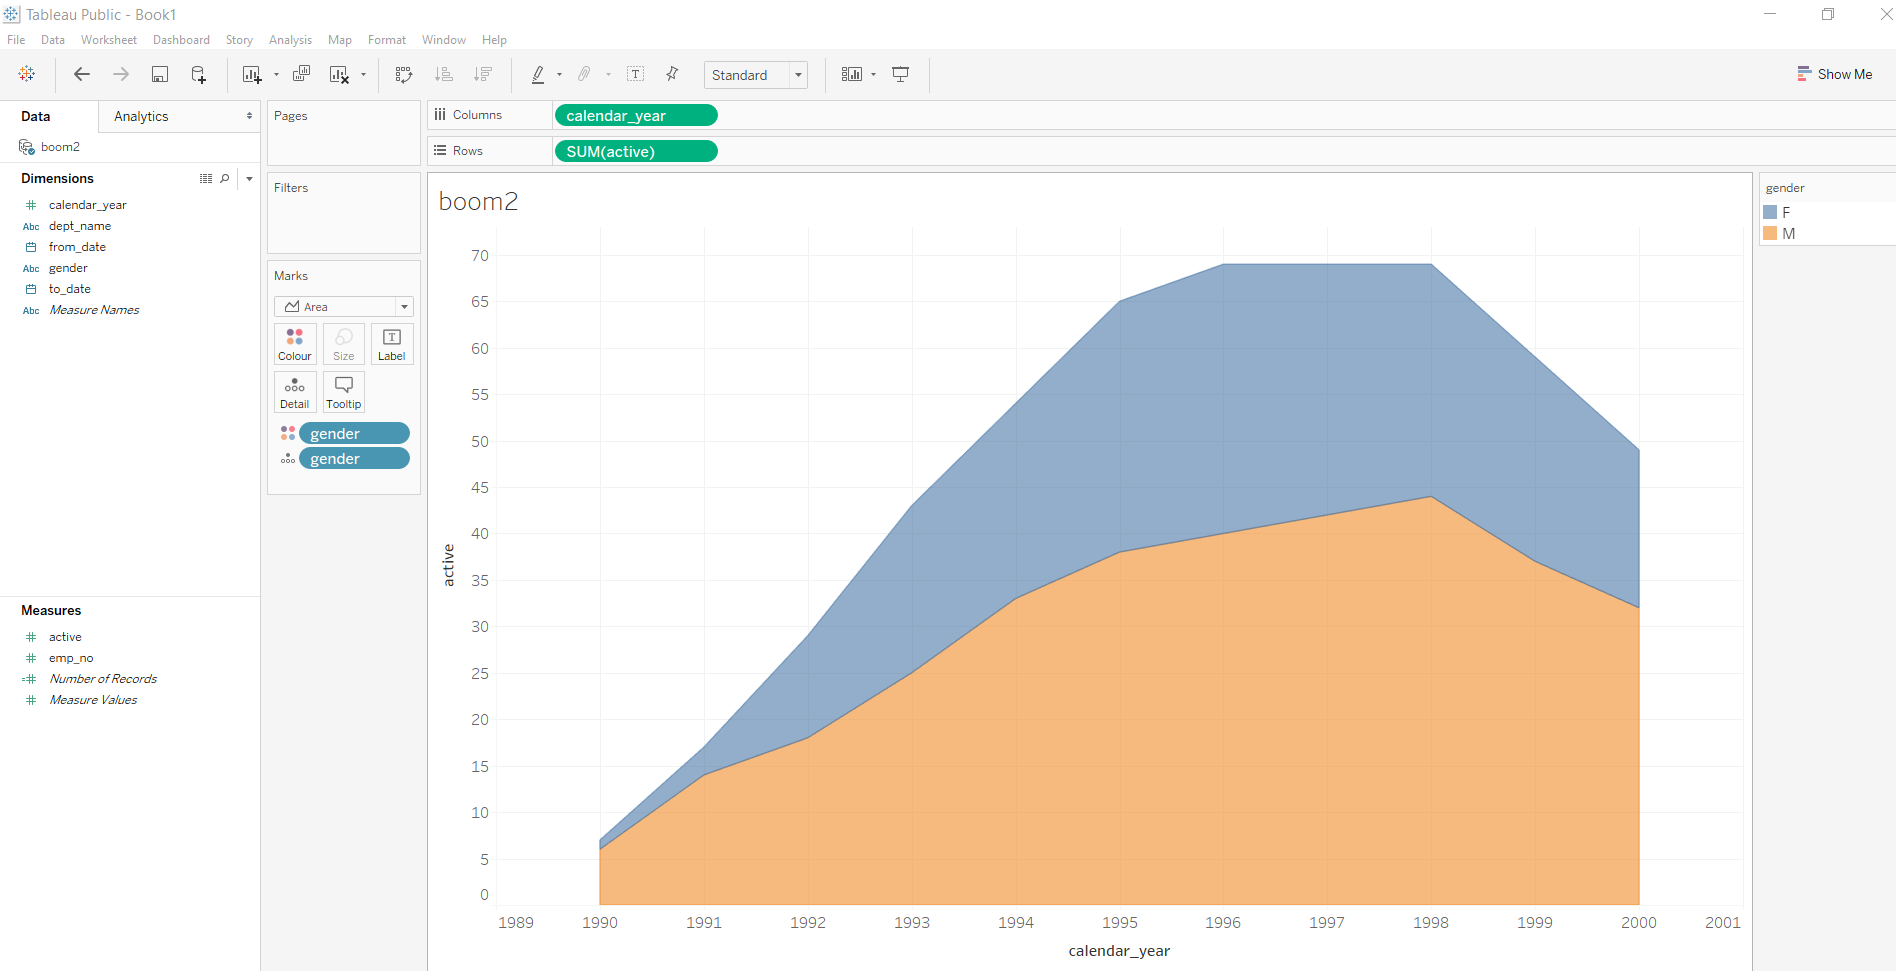 Tableau Public - Book1
File Data Worksheet Dashboard Story Analysis Map Format Window Help
Standard
Show Me
Data Analytics
boom2
Dimensions
calendar_year
Abc dept_name
from_date
Abc gender
to_date
Abc Measure Names
Measures
active
emp_no
Number of Records
Measure Values
Pages
Filters
Marks
Area
Colour Size Label
Detail Tooltip
gender
gender
Columns calendar_year
Rows SUM(active)
boom2
70
65
60
55
50
45
40
35
30
25
20
15
10
5
0
active
1989 1990 1991 1992 1993 1994 1995 1996 1997 1998 1999 2000 2001
calendar_year
gender
F
M